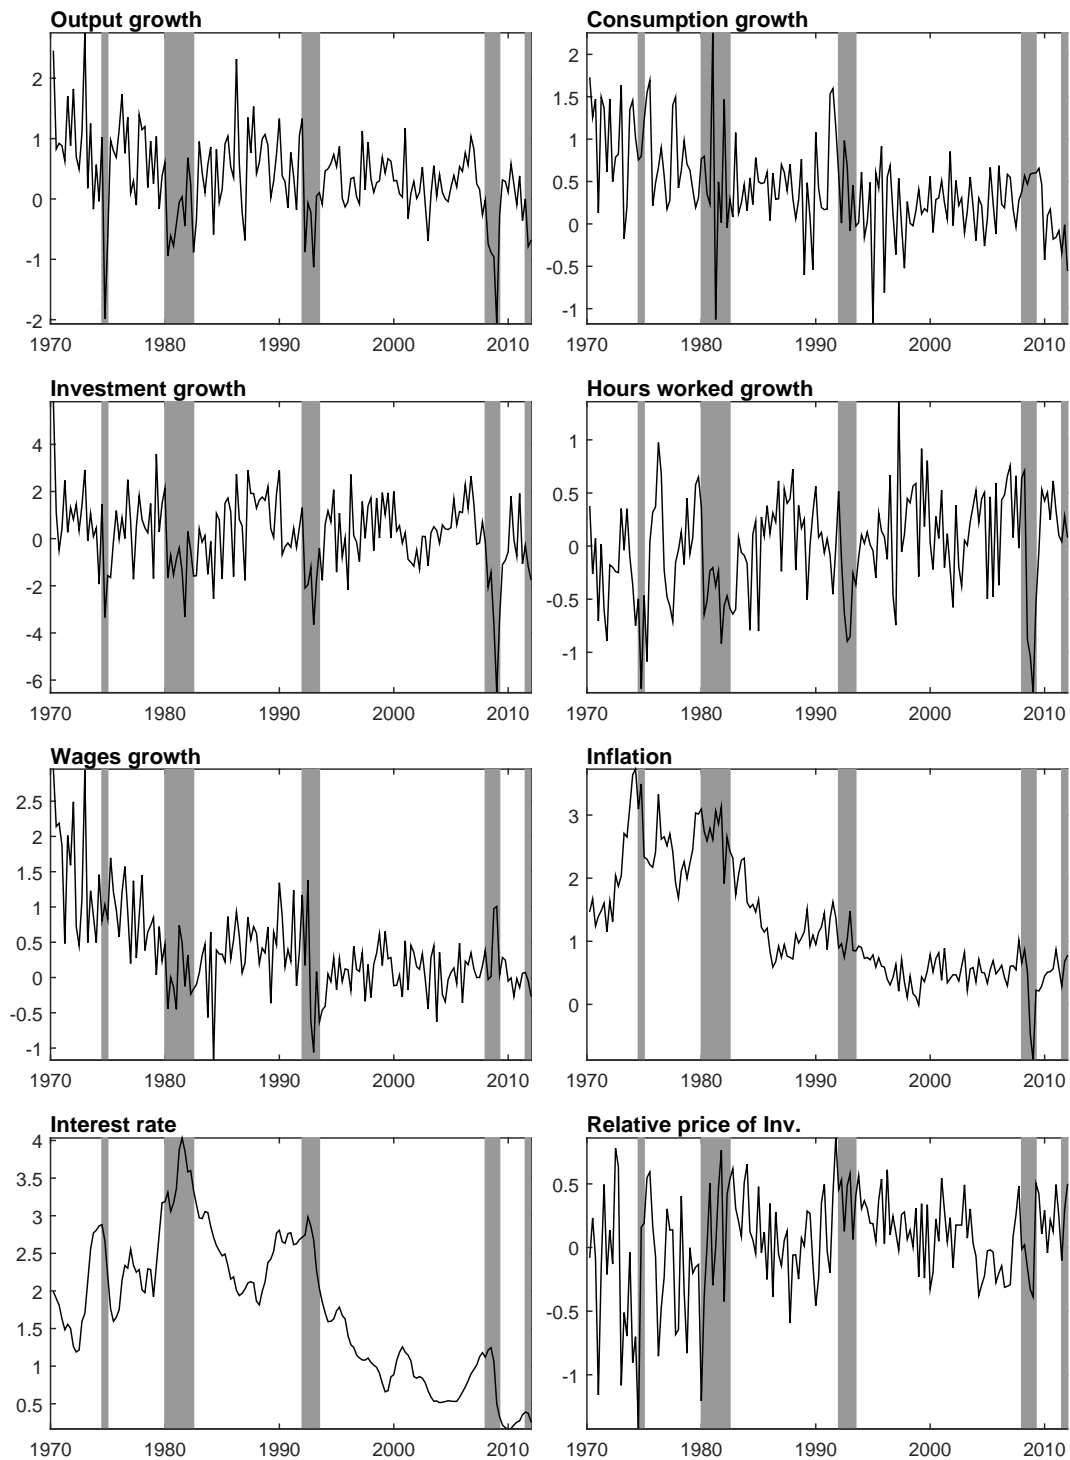 Output growth
2
1
0
-1
-2
1970 1980 1990 2000 2010
Consumption growth
2
1.5
1
0.5
0
-0.5
-1
1970 1980 1990 2000 2010
Investment growth
4
2
0
-2
-4
-6
1970 1980 1990 2000 2010
Hours worked growth
1
0.5
0
-0.5
-1
1970 1980 1990 2000 2010
Wages growth
2.5
2
1.5
1
0.5
0
-0.5
-1
1970 1980 1990 2000 2010
Inflation
3
2
1
0
1970 1980 1990 2000 2010
Interest rate
4
3.5
3
2.5
2
1.5
1
0.5
1970 1980 1990 2000 2010
Relative price of Inv.
0.5
0
-0.5
-1
1970 1980 1990 2000 2010